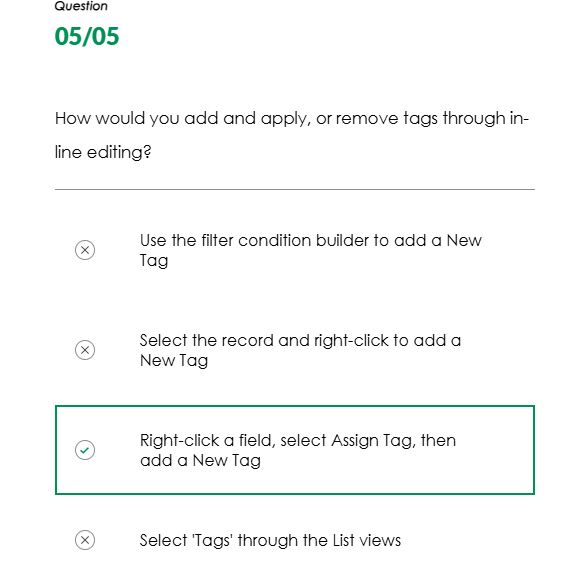 Question
05/05
How would you add and apply, or remove tags through in-
line editing?
Use the filter condition builder to add a New
Tag
Select the record and right-click to add a
New Tag
Right-click a field, select Assign Tag, then
add a New Tag
Select 'Tags' through the List views